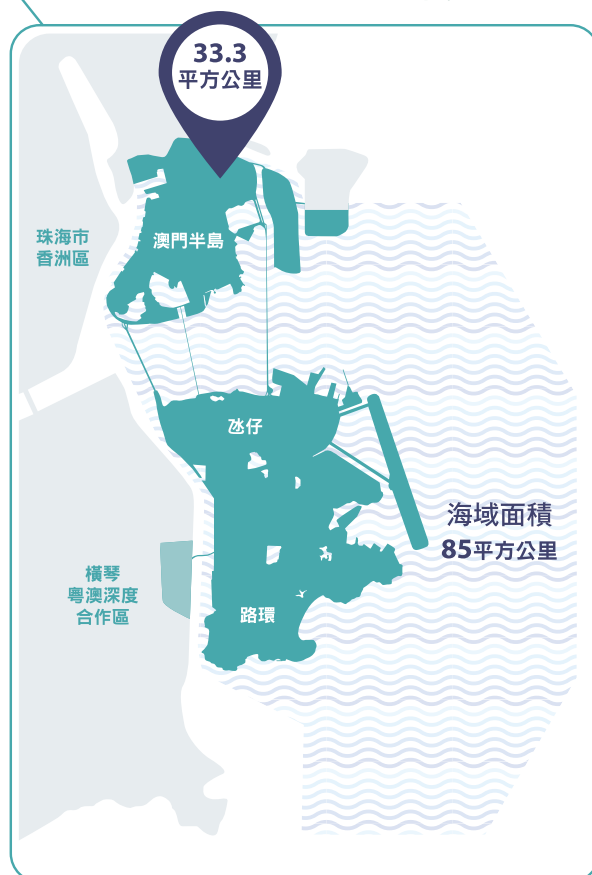 33.3
平方公里
珠海市
香洲區
澳門半島
氹仔
海域面積
85平方公里
橫琴
粵澳深度
合作區
路環